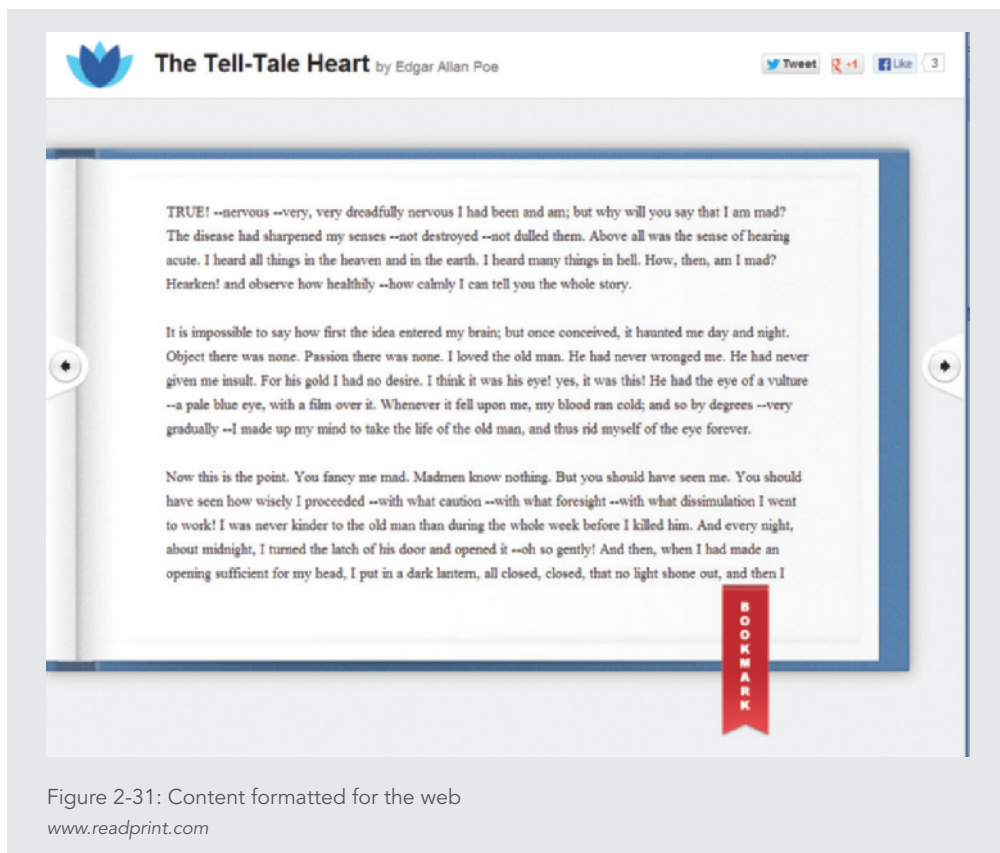 The Tell-Tale Heart by Edgar Allan Poe
Tweet +1 Like 3
TRUE! --nervous --very, very dreadfully nervous I had been and am; but why will you say that I am mad?
The disease had sharpened my senses --not destroyed --not dulled them. Above all was the sense of hearing
acute. I heard all things in the heaven and in the earth. I heard many things in hell. How, then, am I mad?
Hearken! and observe how healthily --how calmly I can tell you the whole story.
It is impossible to say how first the idea entered my brain; but once conceived, it haunted me day and night.
Object there was none. Passion there was none. I loved the old man. He had never wronged me. He had never
given me insult. For his gold I had no desire. I think it was his eye! yes, it was this! He had the eye of a vulture
--a pale blue eye, with a film over it. Whenever it fell upon me, my blood ran cold; and so by degrees --very
gradually --I made up my mind to take the life of the old man, and thus rid myself of the eye forever.
Now this is the point. You fancy me mad. Madmen know nothing. But you should have seen me. You should
have seen how wisely I proceeded --with what caution --with what foresight --with what dissimulation I went
to work! I was never kinder to the old man than during the whole week before I killed him. And every night,
about midnight, I turned the latch of his door and opened it --oh so gently! And then, when I had made an
opening sufficient for my head, I put in a dark lantern, all closed, closed, that no light shone out, and then I
BOOKMARK
Figure 2-31: Content formatted for the web
www.readprint.com